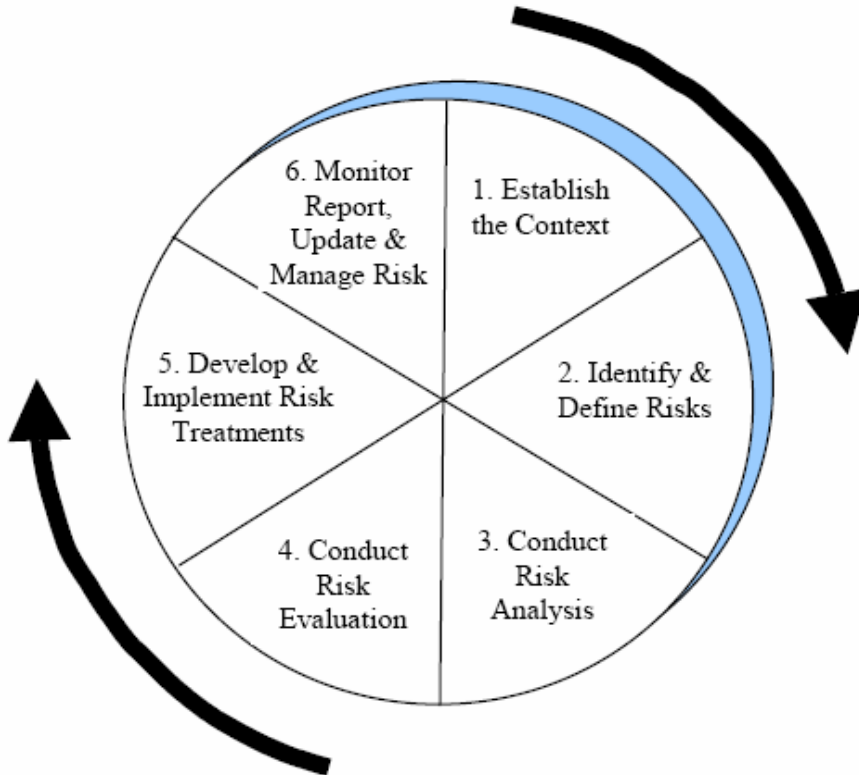 1. Establish
the Context
2. Identify &
Define Risks
3. Conduct
Risk
Analysis
4. Conduct
Risk
Evaluation
5. Develop &
Implement Risk
Treatments
6. Monitor
Report,
Update &
Manage Risk